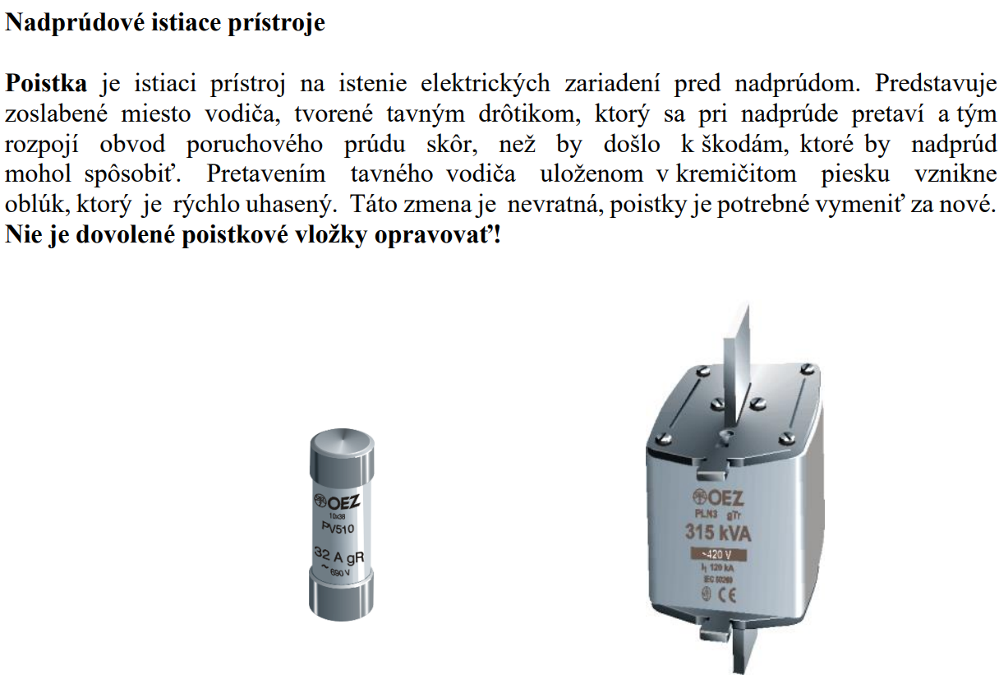 Nadprúdové istiace prístroje
Poistka je istiaci prístroj na istenie elektrických zariadení pred nadprúdom. Predstavuje
zoslabené miesto vodiča, tvorené tavným drôtikom, ktorý sa pri nadprúde pretaví a tým
rozpojí obvod poruchového prúdu skôr, než by došlo k škodám, ktoré by nadprúd
mohol spôsobiť. Pretavením tavného vodiča uloženom v kremičitom piesku vznikne
oblúk, ktorý je rýchlo uhasený. Táto zmena je nevratná, poistky je potrebné vymeniť za nové.
Nie je dovolené poistkové vložky opravovať!
OEZ
10x38
PV510
32 A gR
~ 690 V
OEZ
PLN3 gTr
315 kVA
~420 V
I₁ 120 kA
IEC 60269
CE